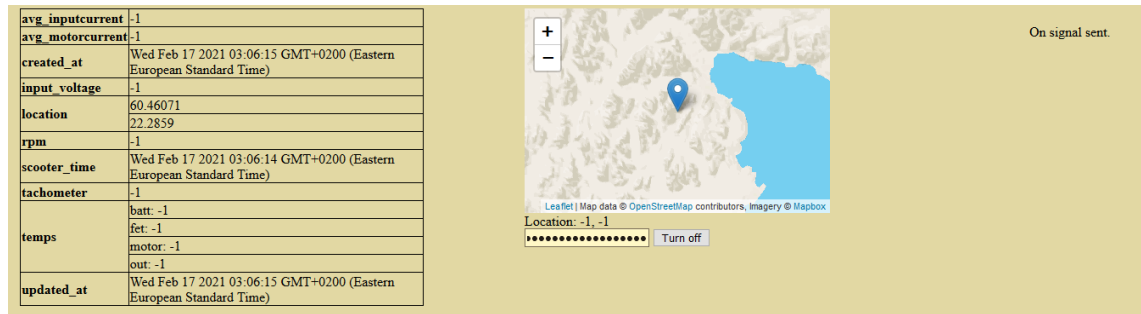 avg_inputcurrent -1
avg_motorcurrent -1
created_at Wed Feb 17 2021 03:06:15 GMT+0200 (Eastern
European Standard Time)
input_voltage -1
location 60.46071
22.2859
rpm -1
scooter_time Wed Feb 17 2021 03:06:14 GMT+0200 (Eastern
European Standard Time)
tachometer -1
temps batt: -1
fet: -1
motor: -1
out: -1
updated_at Wed Feb 17 2021 03:06:15 GMT+0200 (Eastern
European Standard Time)
+
−
Leaflet | Map data © OpenStreetMap contributors, Imagery © Mapbox
Location: -1, -1
Turn off
On signal sent.